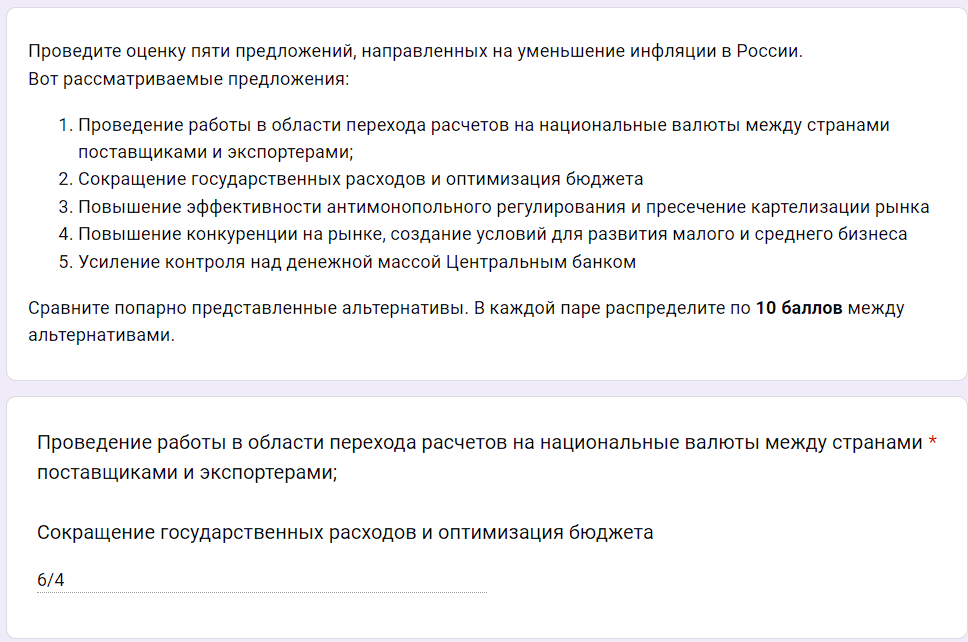 Проведите оценку пяти предложений, направленных на уменьшение инфляции в России.
Вот рассматриваемые предложения:
1. Проведение работы в области перехода расчетов на национальные валюты между странами
поставщиками и экспортерами;
2. Сокращение государственных расходов и оптимизация бюджета
3. Повышение эффективности антимонопольного регулирования и пресечение картелизации рынка
4. Повышение конкуренции на рынке, создание условий для развития малого и среднего бизнеса
5. Усиление контроля над денежной массой Центральным банком
Сравните попарно представленные альтернативы. В каждой паре распределите по 10 баллов между
альтернативами.
Проведение работы в области перехода расчетов на национальные валюты между странами *
поставщиками и экспортерами;
Сокращение государственных расходов и оптимизация бюджета
6/4